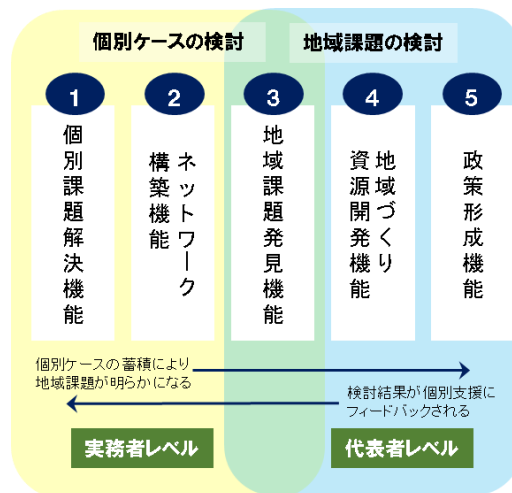 個別ケースの検討
地域課題の検討
1
2
3
4
5
個別課題解決機能
ネットワーク
構築機能
地域課題発見機能
地域づくり
資源開発機能
政策形成機能
個別ケースの蓄積により
地域課題が明らかになる
検討結果が個別支援に
フィードバックされる
実務者レベル
代表者レベル